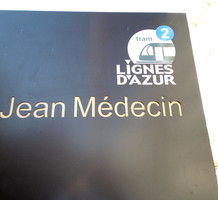 tram 2
LIGNES
D'AZUR
Jean Médecin